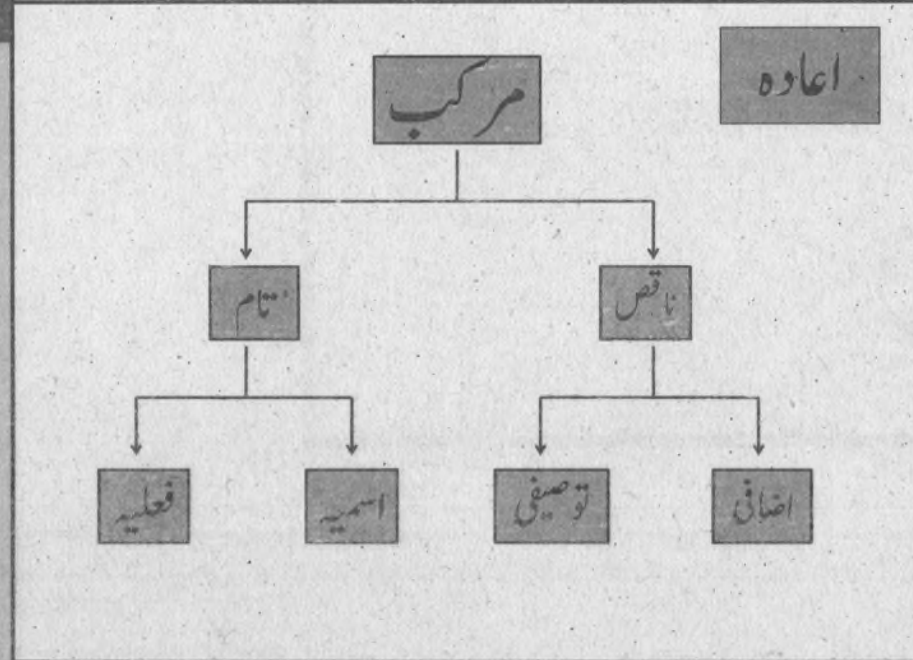 اعادہ
مرکب
ناقص
تام
اضافی
توصیفی
اسمیہ
فعلیہ